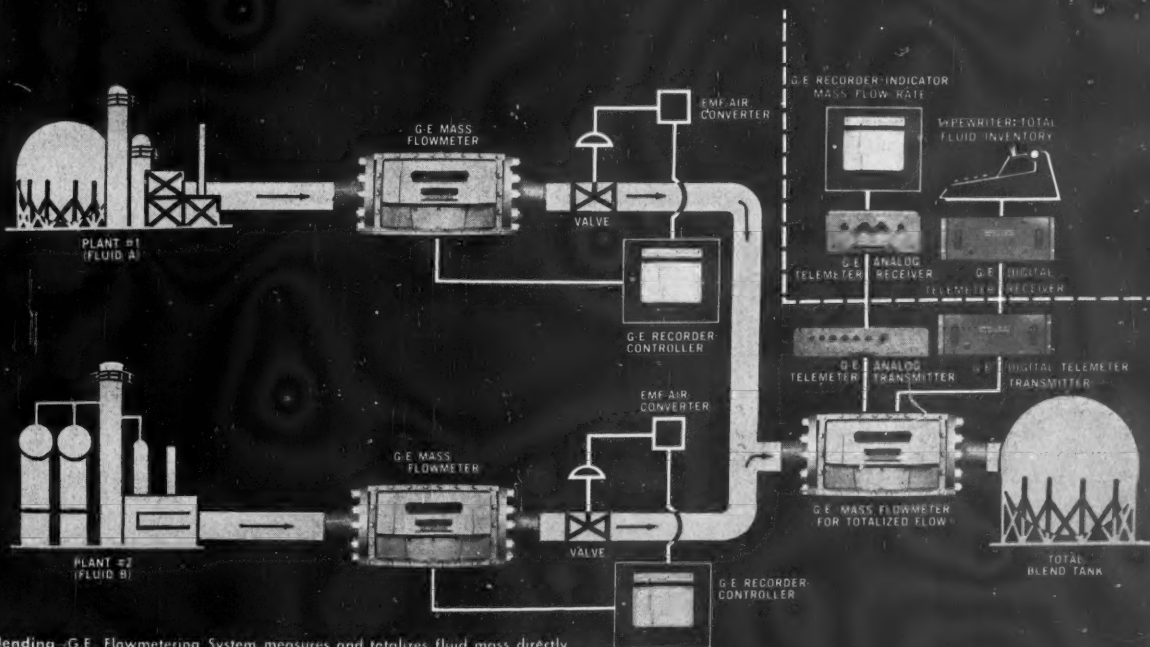 G-E RECORDER-INDICATOR
MASS FLOW RATE
TYPEWRITER: TOTAL
FLUID INVENTORY
EMF-AIR
CONVERTER
G-E MASS
FLOWMETER
VALVE
PLANT #1
(FLUID A)
G-E ANALOG
TELEMETER RECEIVER
G-E DIGITAL
TELEMETER RECEIVER
G-E RECORDER-
CONTROLLER
G-E ANALOG
TELEMETER TRANSMITTER
G-E DIGITAL TELEMETER
TRANSMITTER
EMF-AIR
CONVERTER
G-E MASS
FLOWMETER
VALVE
G-E MASS FLOWMETER
FOR TOTALIZED FLOW
PLANT #2
(FLUID B)
TOTAL
BLEND TANK
G-E RECORDER-
CONTROLLER
G.E. Flowmetering System measures and totalizes fluid mass directly